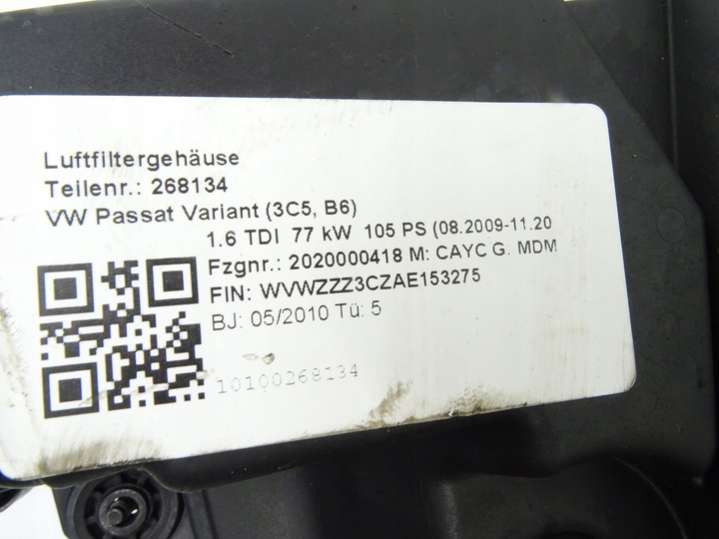 Luftfiltergehäuse
Teilenr.: 268134
VW Passat Variant (3C5, B6)
1.6 TDI 77 kW 105 PS (08.2009-11.20
Fzgnr.: 2020000418 M: CAYC G. MDM
FIN: WVWZZZ3CZAE153275
BJ: 05/2010 Tü: 5
10100268134